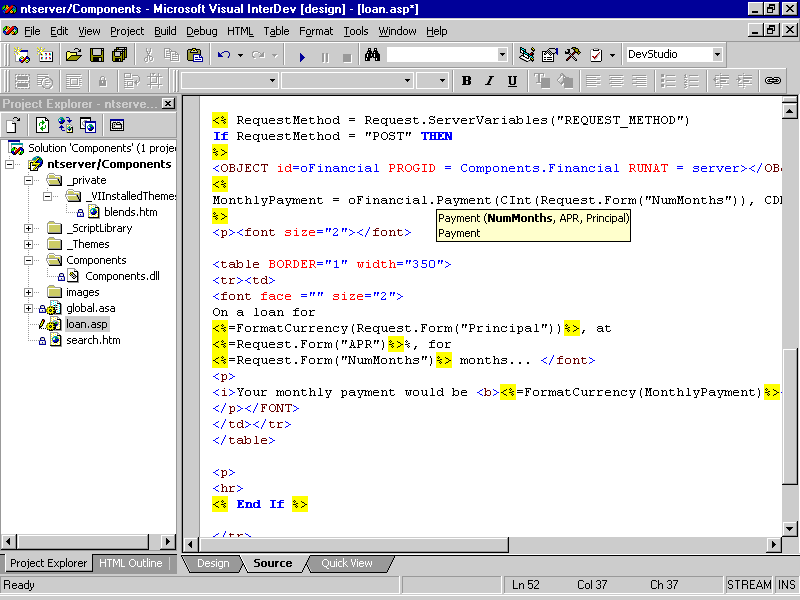 ntserver/Components - Microsoft Visual InterDev [design] - [loan.asp*]
File Edit View Project Build Debug HTML Table Format Tools Window Help
DevStudio
B I U
Project Explorer - ntserve...
Solution 'Components' (1 projec
ntserver/Components
_private
_VIInstalledThemes
blends.htm
_ScriptLibrary
_Themes
Components
Components.dll
images
global.asa
loan.asp
search.htm
Project Explorer HTML Outline
<% RequestMethod = Request.ServerVariables("REQUEST_METHOD")
If RequestMethod = "POST" THEN
%>
<OBJECT id=oFinancial PROGID = Components.Financial RUNAT = server></OB
<%
MonthlyPayment = oFinancial.Payment(CInt(Request.Form("NumMonths")), CD
%>
Payment (NumMonths, APR, Principal)
Payment
<p><font size="2"></font>
<table BORDER="1" width="350">
<tr><td>
<font face ="" size="2">
On a loan for
<%=FormatCurrency(Request.Form("Principal"))%>, at
<%=Request.Form("APR")%>%, for
<%=Request.Form("NumMonths")%> months... </font>
<p>
<i>Your monthly payment would be <b><%=FormatCurrency(MonthlyPayment)%>
</p></FONT>
</td></tr>
</table>
<p>
<hr>
<% End If %>
</tr>
Design Source Quick View
Ready Ln 52 Col 37 Ch 37 STREAM INS